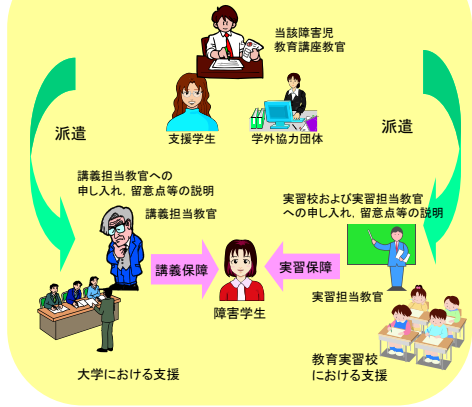 当該障害児
教育講座教官
支援学生
学外協力団体
派遣
派遣
講義担当教官への
申し入れ，留意点等の説明
講義担当教官
実習校および実習担当教官
への申し入れ，留意点等の説明
講義保障
実習保障
障害学生
実習担当教官
大学における支援
教育実習校
における支援